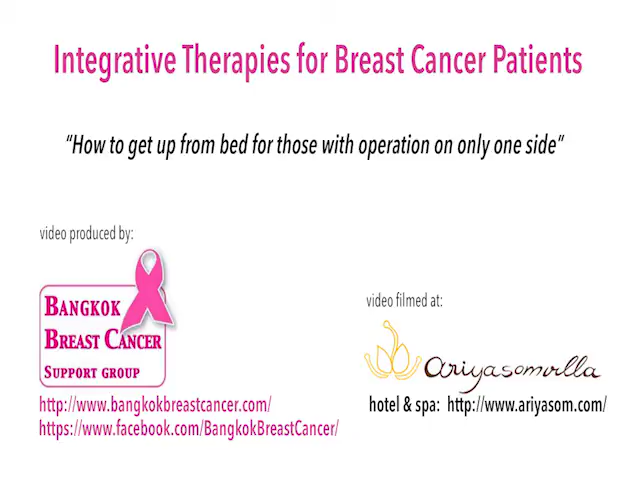 Integrative Therapies for Breast Cancer Patients
“How to get up from bed for those with operation on only one side“
video produced by:
BANGKOK
BREAST CANCER
SUPPORT GROUP
http://www.bangkokbreastcancer.com/
https://www.facebook.com/BangkokBreastCancer/
video filmed at:
ariyasomvilla
hotel & spa: http://www.ariyasom.com/